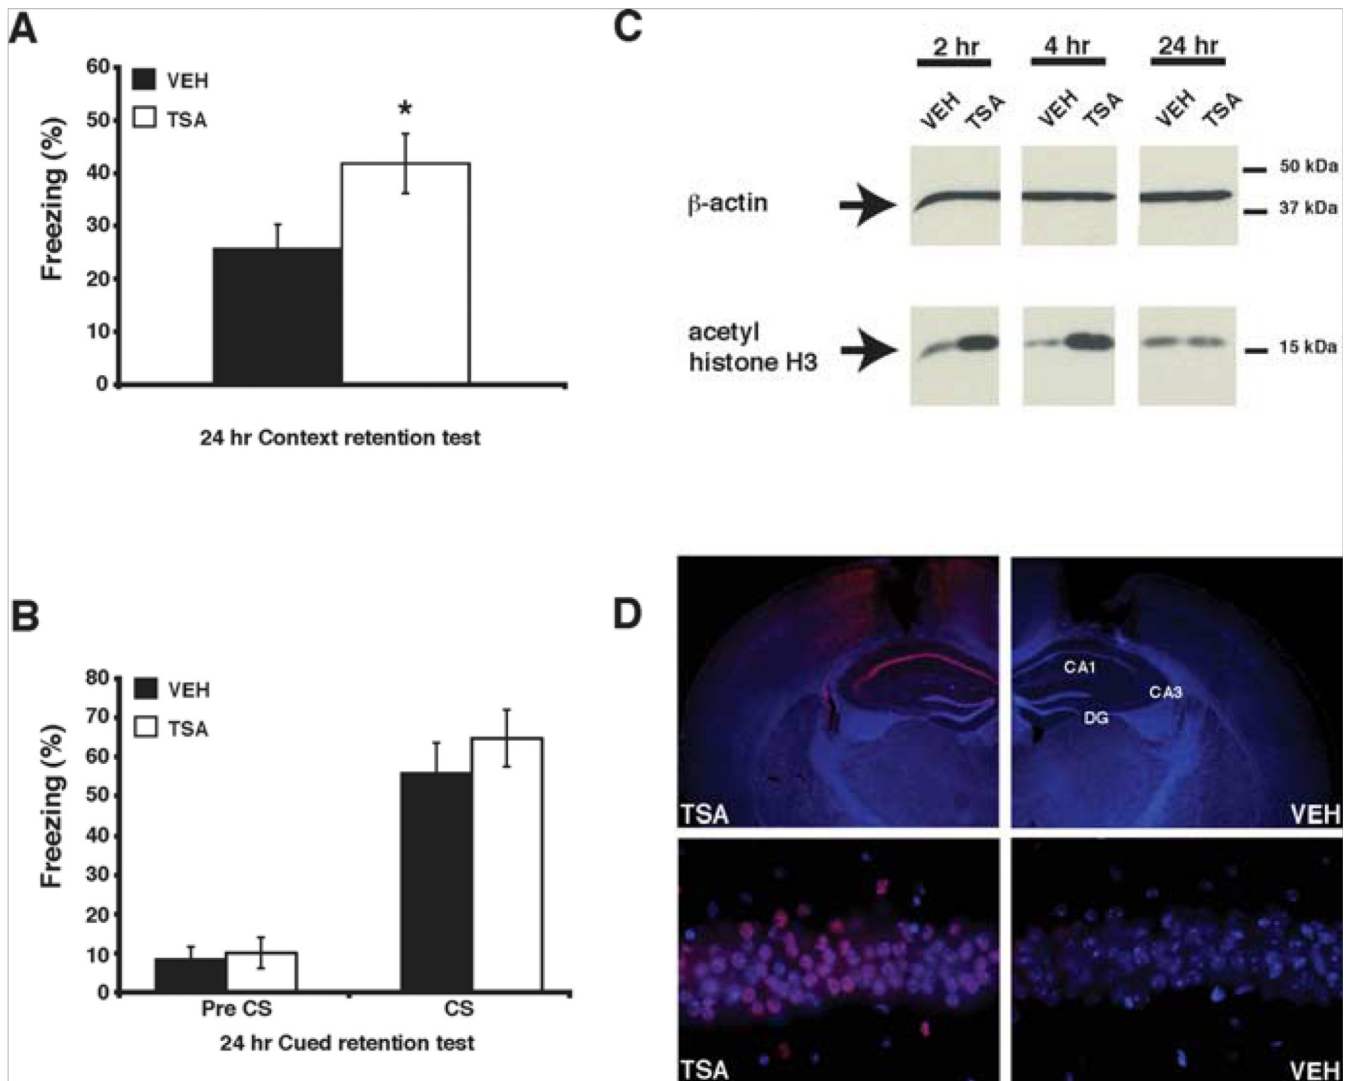 A
60
50
40
30
20
10
0
Freezing (%)
VEH
TSA
*
24 hr Context retention test
B
80
70
60
50
40
30
20
10
0
Freezing (%)
VEH
TSA
Pre CS
CS
24 hr Cued retention test
C
2 hr 4 hr 24 hr
VEH TSA VEH TSA VEH TSA
β-actin
50 kDa
37 kDa
acetyl
histone H3
15 kDa
D
CA1
CA3
DG
TSA
VEH
TSA
VEH